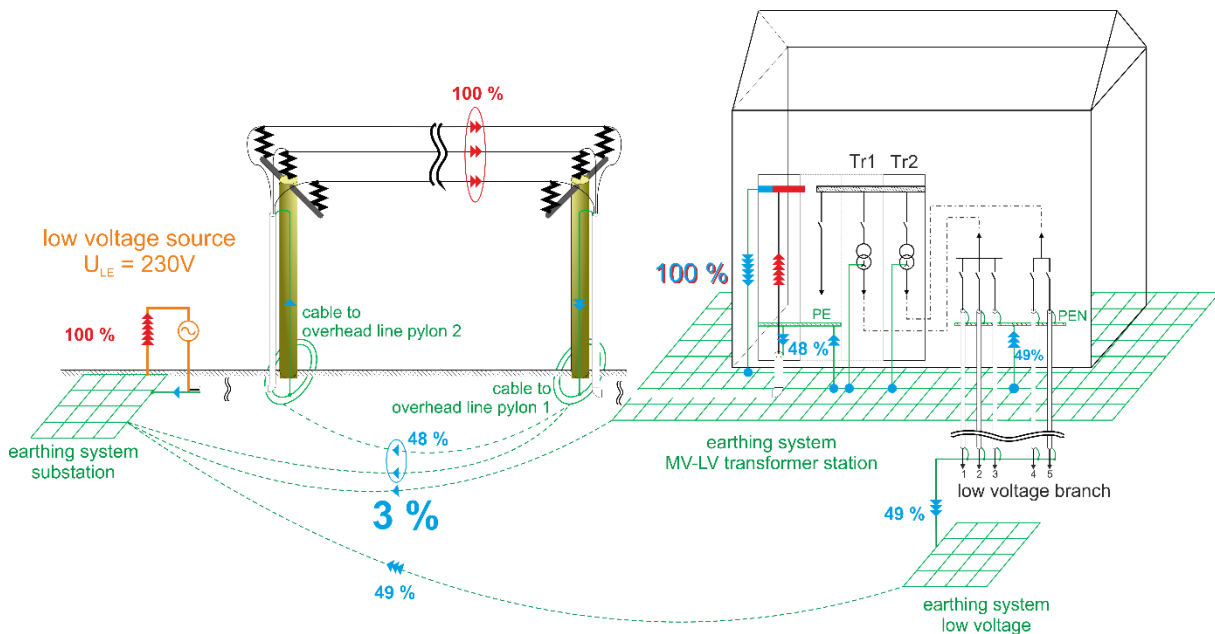 100 %
low voltage source
U_LE = 230V
100 %
cable to
overhead line pylon 2
cable to
overhead line pylon 1
earthing system
substation
48 %
3 %
49 %
Tr1
Tr2
100 %
PE
48 %
PEN
49%
earthing system
MV-LV transformer station
1
2
3
4
5
low voltage branch
49 %
earthing system
low voltage